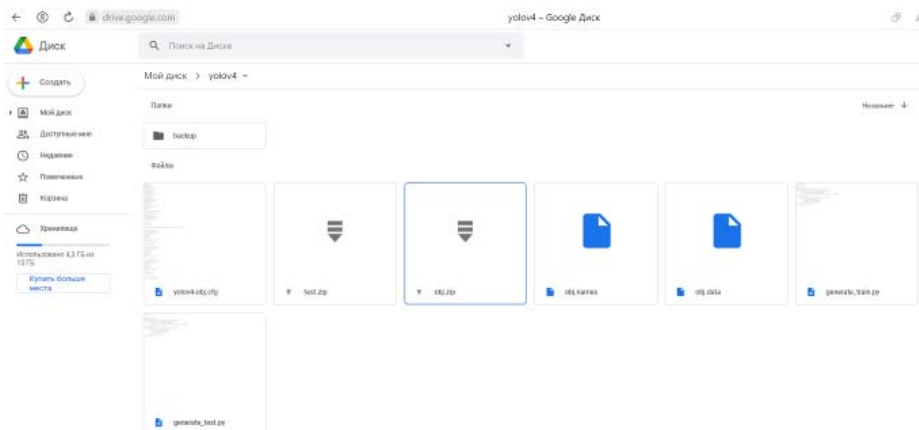 drive.google.com
yolov4 – Google Диск
Диск
Поиск на Диске
Создать
Мой диск > yolov4
Папки
Название
Мой диск
Доступные мне
Недавние
Помеченные
Корзина
backup
Файлы
Хранилище
Использовано 4,3 ГБ из
15 ГБ
Купить больше
места
yolov4-obj.cfg
test.zip
obj.zip
obj.names
obj.data
generate_train.py
generate_test.py